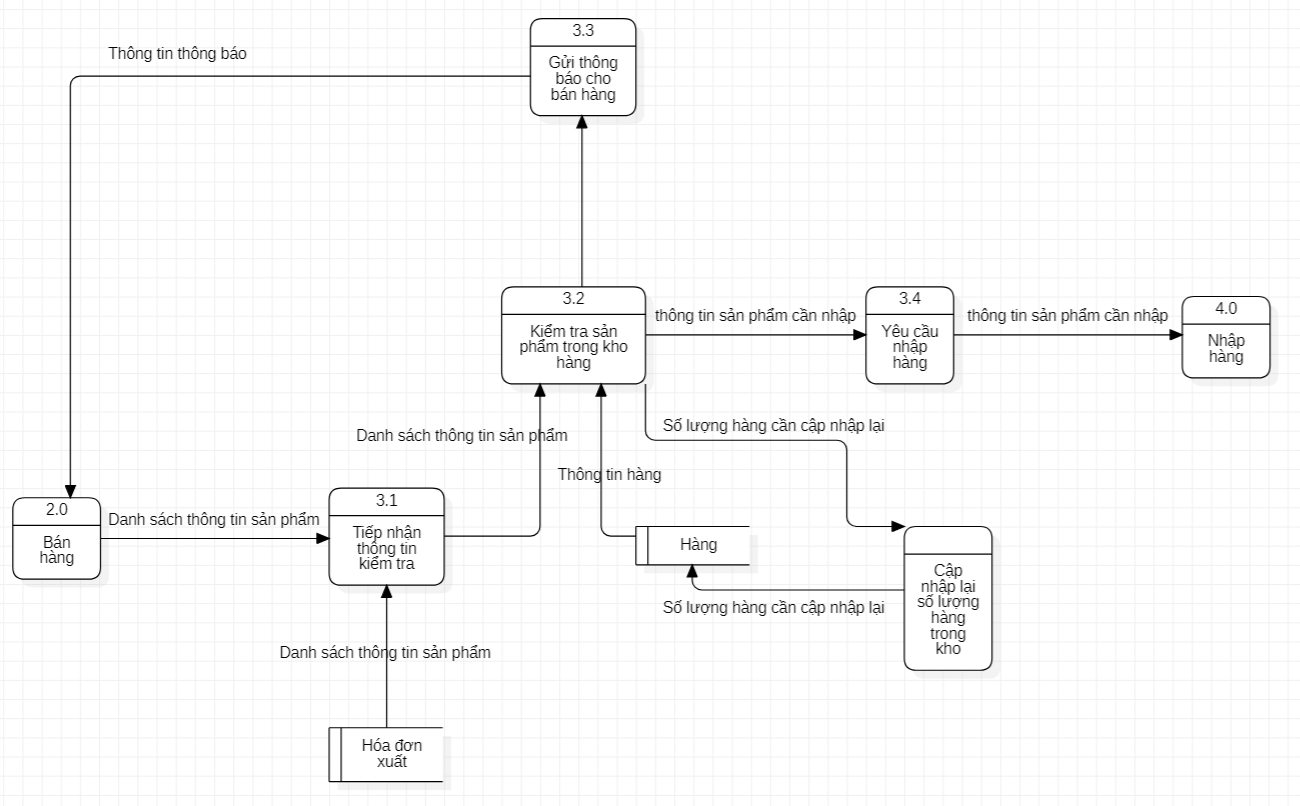 3.3
Gửi thông
báo cho
bán hàng
Thông tin thông báo
3.2
Kiểm tra sản
phẩm trong kho
hàng
thông tin sản phẩm cần nhập
3.4
Yêu cầu
nhập
hàng
thông tin sản phẩm cần nhập
4.0
Nhập
hàng
Danh sách thông tin sản phẩm
Số lượng hàng cần cập nhập lại
Thông tin hàng
2.0
Bán
hàng
Danh sách thông tin sản phẩm
3.1
Tiếp nhận
thông tin
kiểm tra
Hàng
Số lượng hàng cần cập nhập lại
Cập
nhập lại
số lượng
hàng
trong
kho
Danh sách thông tin sản phẩm
Hóa đơn
xuất